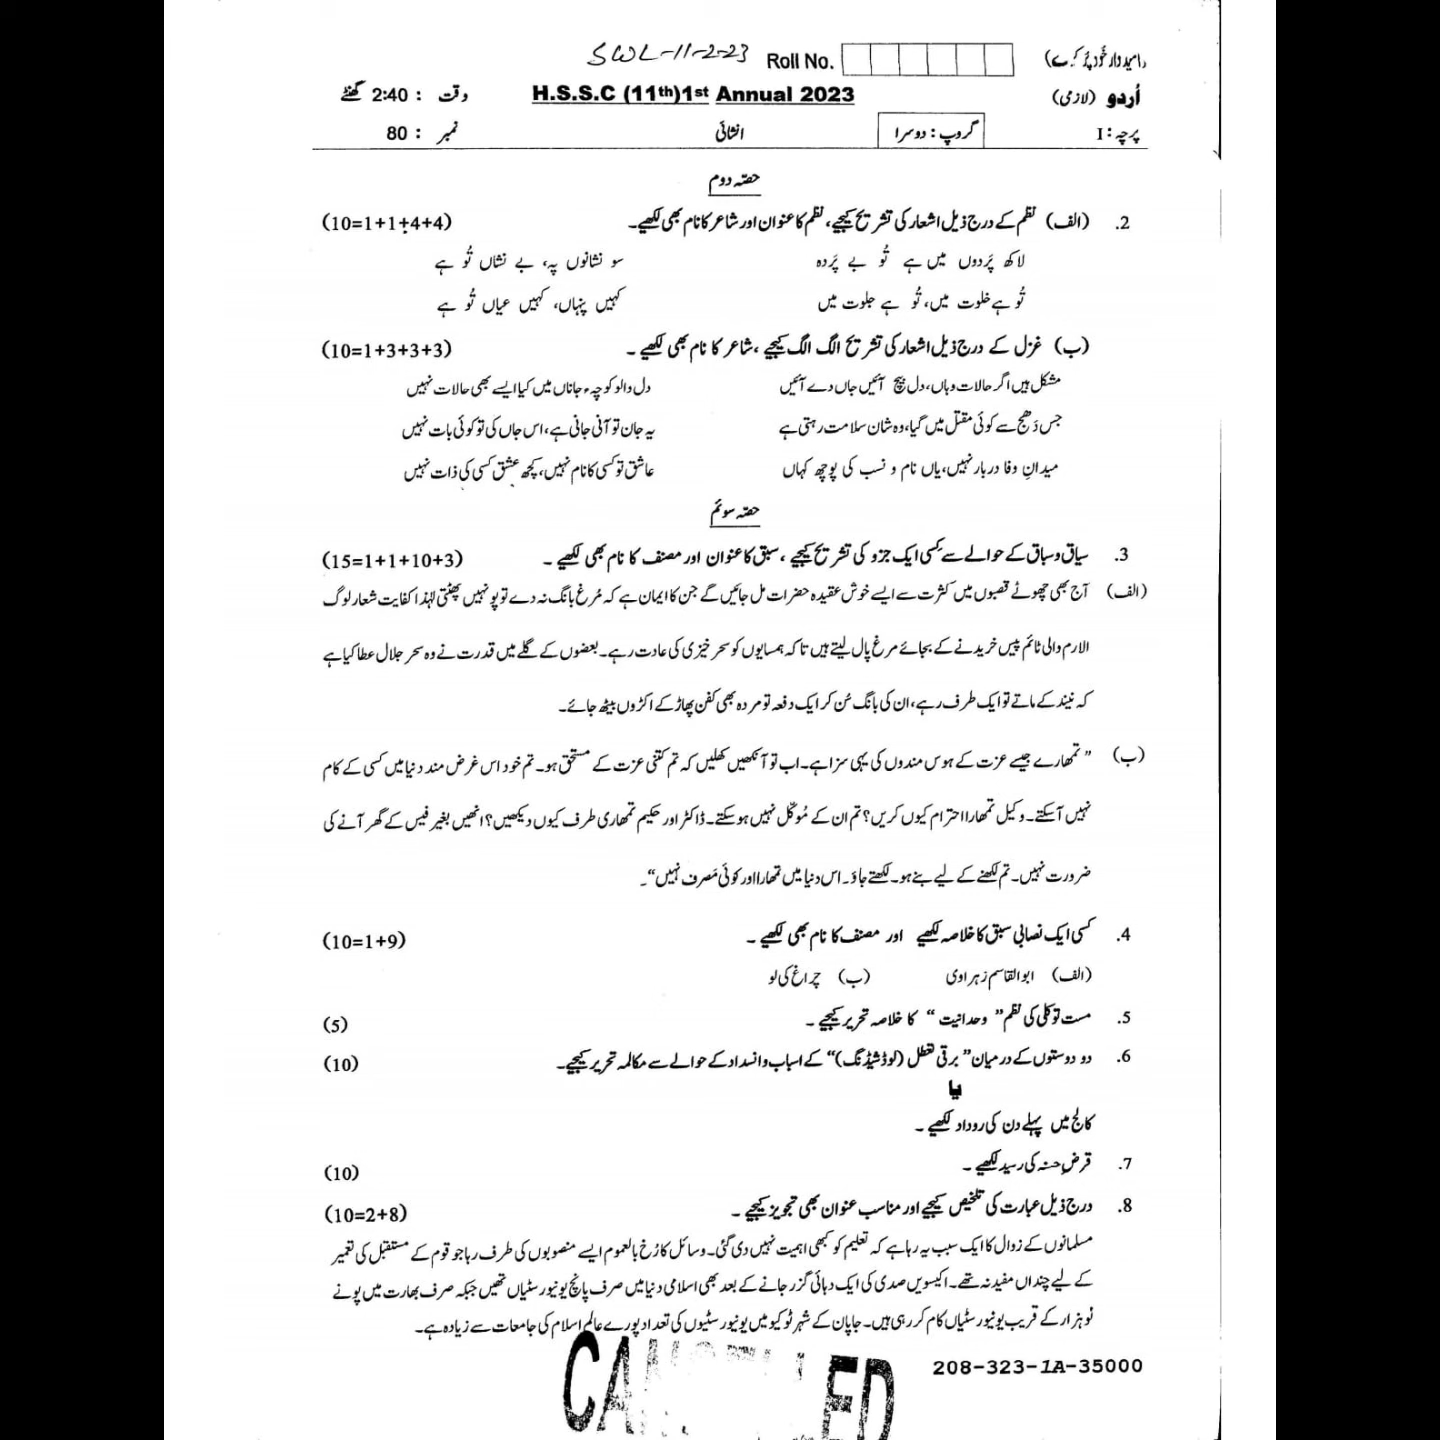 SWL-11-2-23 Roll No. (امیدوار خود پُر کرے)
اُردو (لازمی) H.S.S.C (11th)1st Annual 2023 وقت : 2:40 گھنٹے
پرچہ : I گروپ : دوسرا انشائی نمبر : 80
حصّہ دوم
2. (الف) نظم کے درج ذیل اشعار کی تشریح کیجیے، نظم کا عنوان اور شاعر کا نام بھی لکھیے۔ (10=1+1+4+4)
لاکھ پَردوں میں ہے تُو بے پَردہ سو نشانوں پہ، بے نشاں تُو ہے
تُو ہے خلوت میں، تُو ہے جلوت میں کہیں پنہاں، کہیں عیاں تُو ہے
(ب) غزل کے درج ذیل اشعار کی تشریح الگ الگ کیجیے، شاعر کا نام بھی لکھیے۔ (10=1+3+3+3)
مشکل ہیں اگر حالات وہاں، دل بیچ آئیں جاں دے آئیں دل والو کوچہء جاناں میں کیا ایسے بھی حالات نہیں
جس دَھج سے کوئی مقتل میں گیا، وہ شان سلامت رہتی ہے یہ جان تو آنی جانی ہے، اس جاں کی تو کوئی بات نہیں
میدانِ وفا دربار نہیں، یاں نام و نسب کی پوچھ کہاں عاشق تو کسی کا نام نہیں، کچھ عشق کسی کی ذات نہیں
حصّہ سوئم
3. سیاق و سباق کے حوالے سے کِسی ایک جزو کی تشریح کیجیے، سبق کا عنوان اور مصنف کا نام بھی لکھیے۔ (15=1+1+10+3)
(الف) آج بھی چھوٹے قصبوں میں کثرت سے ایسے خوش عقیدہ حضرات مل جائیں گے جن کا ایمان ہے کہ مُرغ بانگ نہ دے تو پو نہیں پھٹتی لہٰذا کفایت شعار لوگ
الارم والی ٹائم پیس خریدنے کے بجائے مرغ پال لیتے ہیں تاکہ ہمسایوں کو سحر خیزی کی عادت رہے۔ بعضوں کے گلے میں قدرت نے وہ سحر جلال عطا کیا ہے
کہ نیند کے ماتے تو ایک طرف رہے، ان کی بانگ سُن کر ایک دفعہ تو مردہ بھی کفن پھاڑ کے اکڑوں بیٹھ جائے۔
(ب) ” تمھارے جیسے عزت کے ہوس مندوں کی یہی سزا ہے۔ اب تو آنکھیں کھلیں کہ تم کتنی عزت کے مستحق ہو۔ تم خود اس غرض مند دنیا میں کسی کے کام
نہیں آسکتے۔ وکیل تمھارا احترام کیوں کریں؟ تم ان کے مُوکّل نہیں ہو سکتے۔ ڈاکٹر اور حکیم تمھاری طرف کیوں دیکھیں؟ انھیں بغیر فیس کے گھر آنے کی
ضرورت نہیں۔ تم لکھنے کے لیے بنے ہو۔ لکھتے جاؤ۔ اس دنیا میں تمھارا اور کوئی مَصرف نہیں“۔
4. کسی ایک نصابی سبق کا خلاصہ لکھیے اور مصنف کا نام بھی لکھیے۔ (10=1+9)
(الف) ابوالقاسم زہراوی (ب) چراغ کی لو
5. مست توکلی کی نظم ” وحدانیت “ کا خلاصہ تحریر کیجیے۔ (5)
6. دو دوستوں کے درمیان ” برقی تعطل (لوڈشیڈنگ)“ کے اسباب و انسداد کے حوالے سے مکالمہ تحریر کیجیے۔ (10)
یا
کالج میں پہلے دن کی روداد لکھیے۔
7. قرضِ حسنہ کی رسید لکھیے۔ (10)
8. درج ذیل عبارت کی تلخیص کیجیے اور مناسب عنوان بھی تجویز کیجیے۔ (10=2+8)
مسلمانوں کے زوال کا ایک سبب یہ رہا ہے کہ تعلیم کو کبھی اہمیت نہیں دی گئی۔ وسائل کا رُخ بالعموم ایسے منصوبوں کی طرف رہا جو قوم کے مستقبل کی تعمیر
کے لیے چنداں مفید نہ تھے۔ اکیسویں صدی کی ایک دہائی گزر جانے کے بعد بھی اسلامی دنیا میں صرف پانچ یونیورسٹیاں تھیں جبکہ صرف بھارت میں پونے
نو ہزار کے قریب یونیورسٹیاں کام کر رہی ہیں۔ جاپان کے شہر ٹوکیو میں یونیورسٹیوں کی تعداد پورے عالمِ اسلام کی جامعات سے زیادہ ہے۔
208-323-1A-35000
CANCELLED